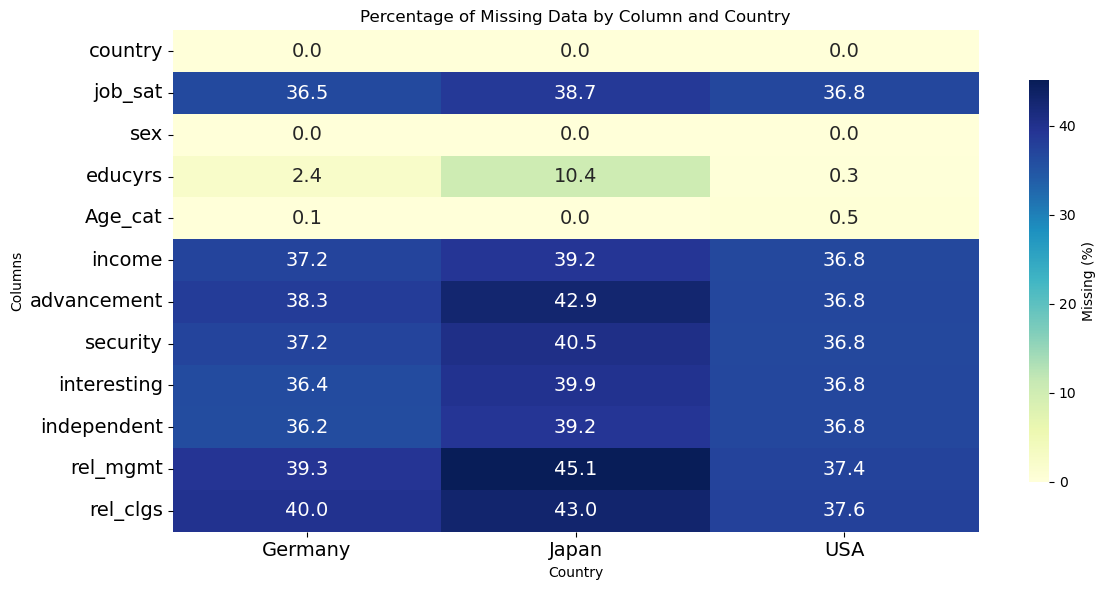 Percentage of Missing Data by Column and Country
country 0.0 0.0 0.0
job_sat 36.5 38.7 36.8
sex 0.0 0.0 0.0
educyrs 2.4 10.4 0.3
Age_cat 0.1 0.0 0.5
income 37.2 39.2 36.8
advancement 38.3 42.9 36.8
security 37.2 40.5 36.8
interesting 36.4 39.9 36.8
independent 36.2 39.2 36.8
rel_mgmt 39.3 45.1 37.4
rel_clgs 40.0 43.0 37.6
Germany Japan USA
Country
Columns
40
30
20
10
0
Missing (%)